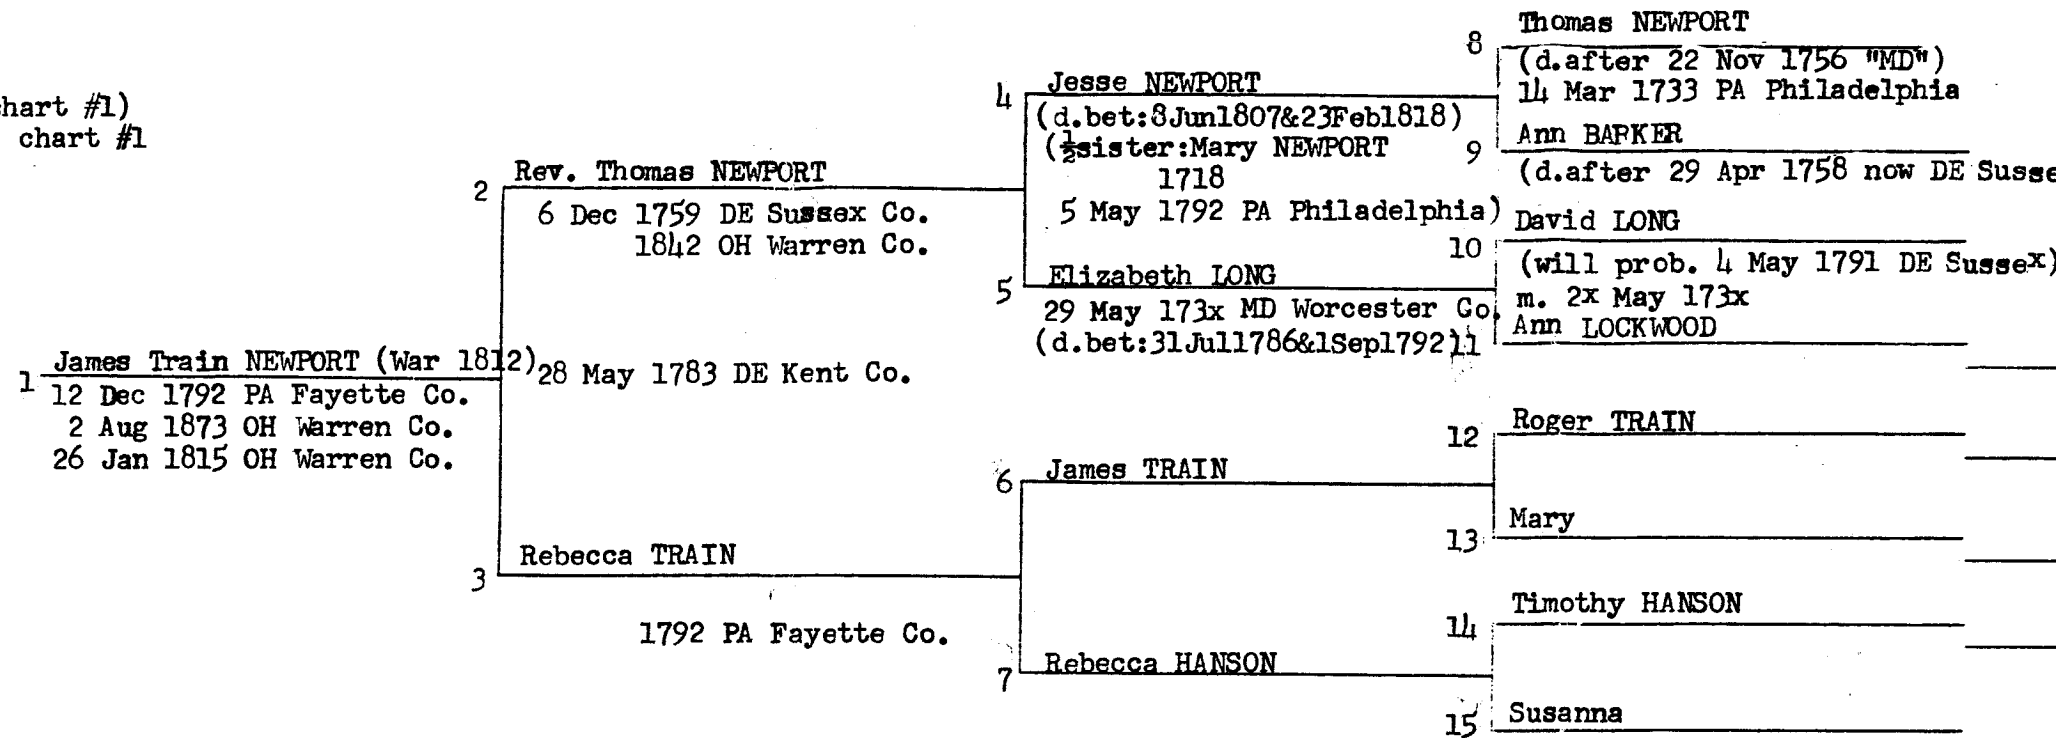 chart #1)
chart #1
1 James Train NEWPORT (War 1812)
12 Dec 1792 PA Fayette Co.
2 Aug 1873 OH Warren Co.
26 Jan 1815 OH Warren Co.
2 Rev. Thomas NEWPORT
6 Dec 1759 DE Sussex Co.
1842 OH Warren Co.
28 May 1783 DE Kent Co.
3 Rebecca TRAIN
1792 PA Fayette Co.
4 Jesse NEWPORT
(d.bet:8Jun1807&23Feb1818)
(½sister:Mary NEWPORT
1718
5 May 1792 PA Philadelphia)
5 Elizabeth LONG
29 May 173x MD Worcester Co.
(d.bet:31Jul1786&1Sep1792)
6 James TRAIN
7 Rebecca HANSON
8 Thomas NEWPORT
(d.after 22 Nov 1756 "MD")
14 Mar 1733 PA Philadelphia
9 Ann BARKER
(d.after 29 Apr 1758 now DE Susse
10 David LONG
(will prob. 4 May 1791 DE Sussex)
m. 2x May 173x
11 Ann LOCKWOOD
12 Roger TRAIN
13 Mary
14 Timothy HANSON
15 Susanna